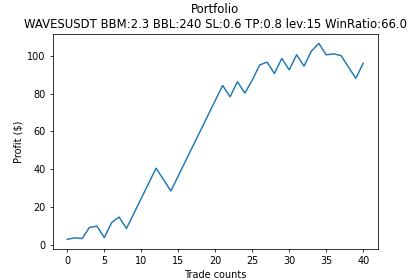 Portfolio
WAVESUSDT BBM:2.3 BBL:240 SL:0.6 TP:0.8 lev:15 WinRatio:66.0
100
80
60
40
20
0
Profit ($)
0 5 10 15 20 25 30 35 40
Trade counts